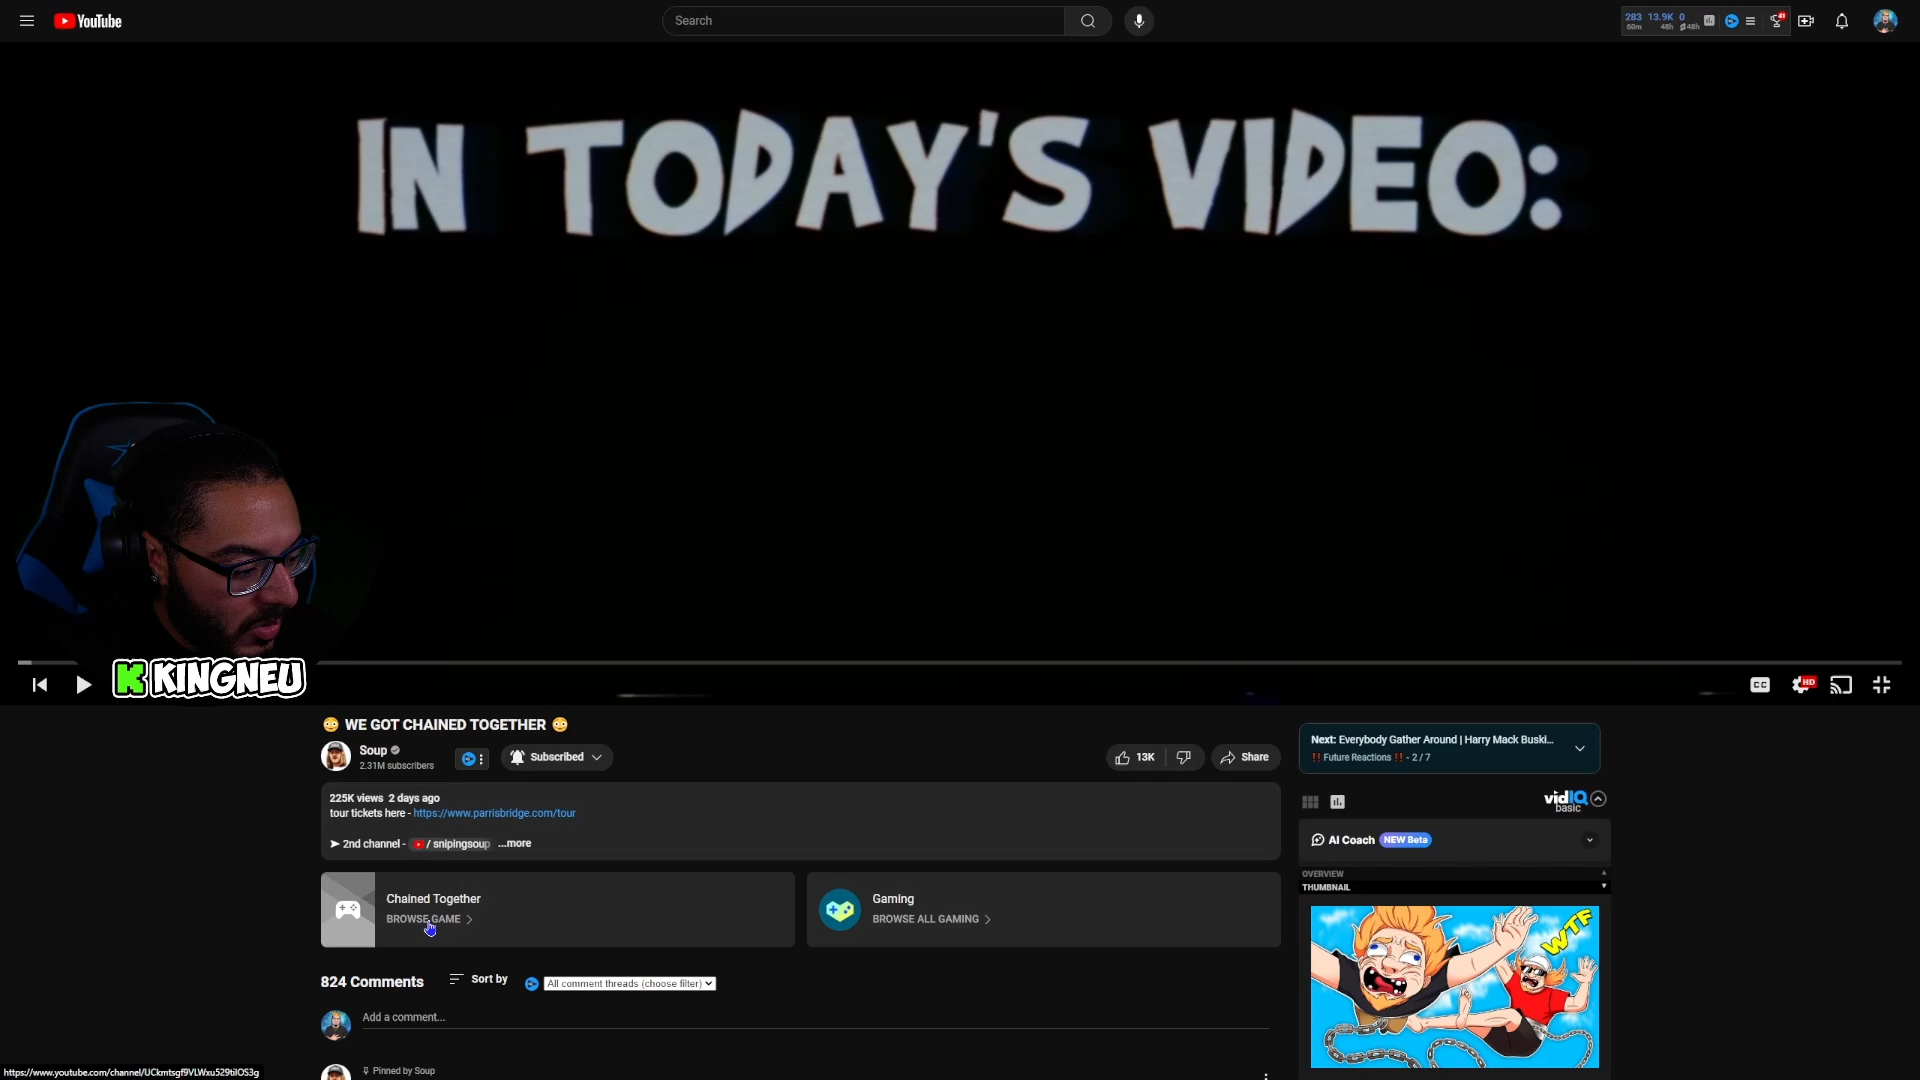 YouTube
Search
283 13.9K 0
60m 48h 48h
41
IN TODAY'S VIDEO:
K KINGNEU
CC
HD
WE GOT CHAINED TOGETHER
Soup
2.31M subscribers
Subscribed
13K
Share
225K views 2 days ago
tour tickets here - https://www.parrisbridge.com/tour
➤ 2nd channel - / snipingsoup ...more
Chained Together
BROWSE GAME
Gaming
BROWSE ALL GAMING
824 Comments
Sort by
All comment threads (choose filter)
Add a comment...
Pinned by Soup
https://www.youtube.com/channel/UCkmtsgf9VLWxu529tiIOS3g
Next: Everybody Gather Around | Harry Mack Buski...
!! Future Reactions !! - 2 / 7
vidIQ
basic
AI Coach NEW Beta
OVERVIEW
THUMBNAIL
WTF